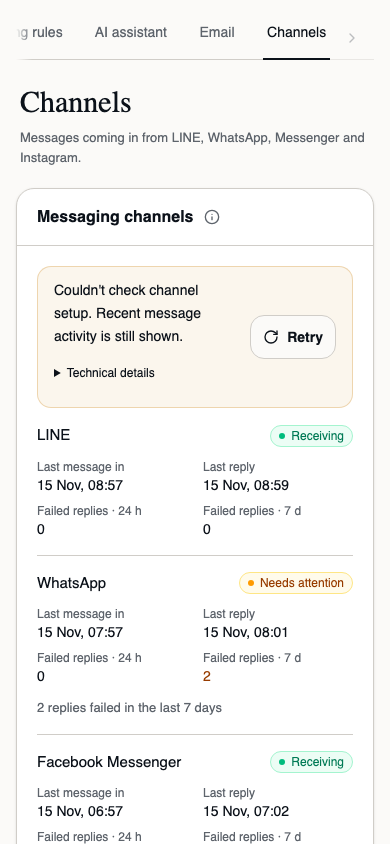 rules
AI assistant
Email
Channels
Channels
Messages coming in from LINE, WhatsApp, Messenger and
Instagram.
Messaging channels
Couldn't check channel
setup. Recent message
activity is still shown.
Retry
Technical details
LINE
Receiving
Last message in
Last reply
15 Nov, 08:57
15 Nov, 08:59
Failed replies · 24 h
Failed replies · 7 d
0
0
WhatsApp
Needs attention
Last message in
Last reply
15 Nov, 07:57
15 Nov, 08:01
Failed replies · 24 h
Failed replies · 7 d
0
2
2 replies failed in the last 7 days
Facebook Messenger
Receiving
Last message in
Last reply
15 Nov, 06:57
15 Nov, 07:02
Failed replies · 24 h
Failed replies · 7 d